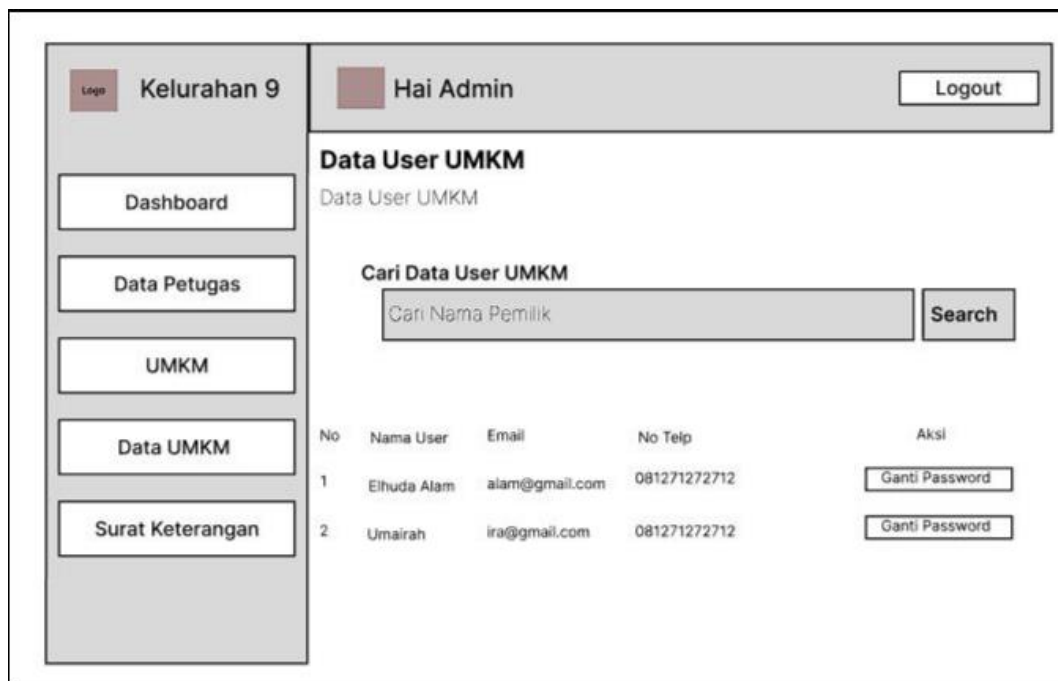 Logo
Kelurahan 9
Hai Admin
Logout
Dashboard
Data Petugas
UMKM
Data UMKM
Surat Keterangan
Data User UMKM
Data User UMKM
Cari Data User UMKM
Cari Nama Pemilik
Search
No Nama User Email No Telp Aksi
1 Elhuda Alam alam@gmail.com 081271272712 Ganti Password
2 Umairah ira@gmail.com 081271272712 Ganti Password